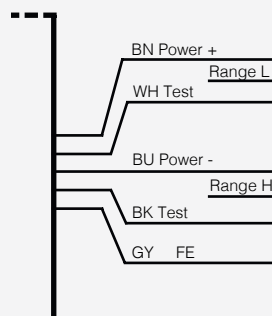 BN Power +
Range L
WH Test
BU Power -
Range H
BK Test
GY FE